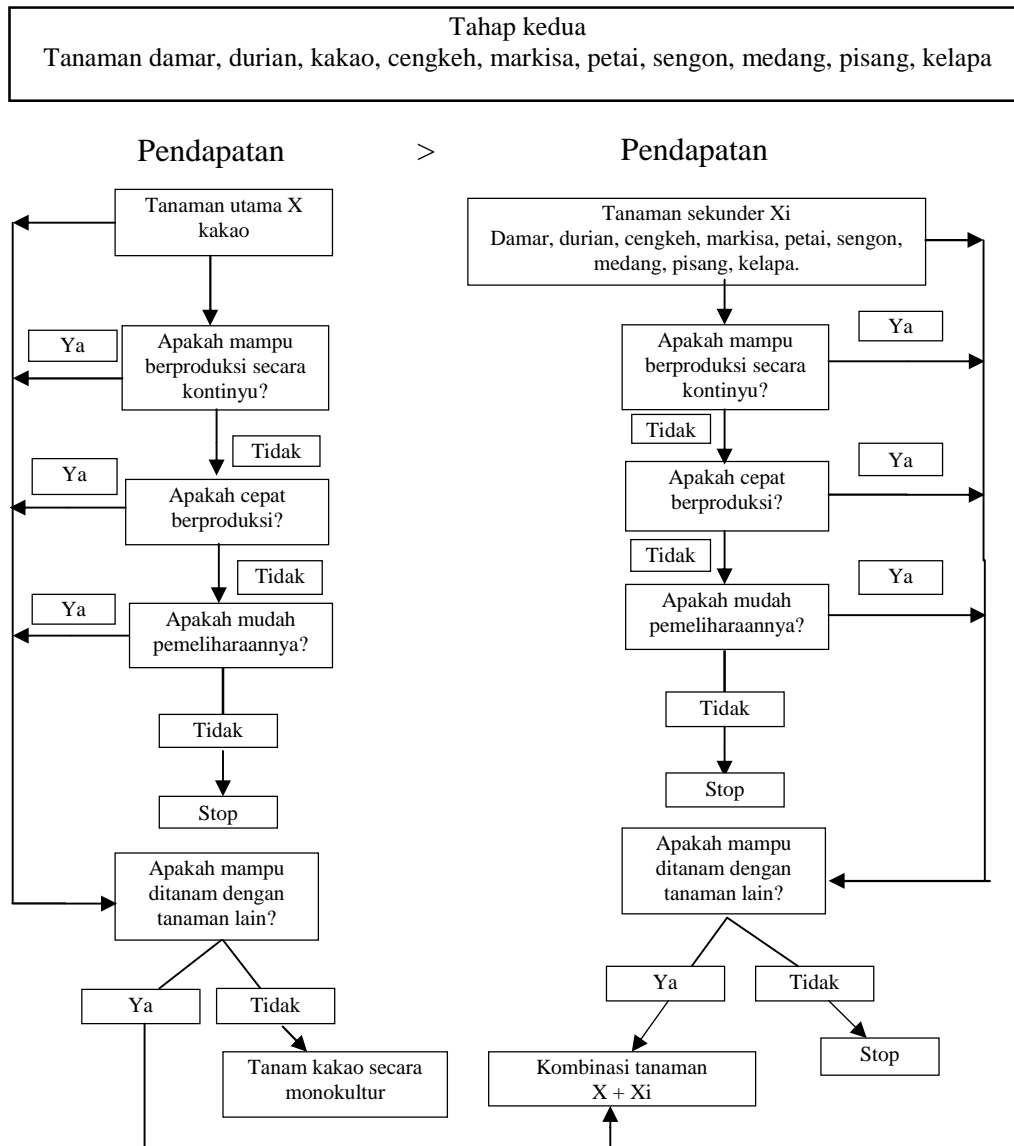 Tahap kedua
Tanaman damar, durian, kakao, cengkeh, markisa, petai, sengon, medang, pisang, kelapa
Pendapatan
>
Pendapatan
Tanaman utama X
kakao
Ya
Apakah mampu
berproduksi secara
kontinyu?
Tidak
Ya
Apakah cepat
berproduksi?
Tidak
Ya
Apakah mudah
pemeliharaannya?
Tidak
Stop
Apakah mampu
ditanam dengan
tanaman lain?
Ya
Tidak
Tanam kakao secara
monokultur
Tanaman sekunder Xi
Damar, durian, cengkeh, markisa, petai, sengon,
medang, pisang, kelapa.
Apakah mampu
berproduksi secara
kontinyu?
Ya
Tidak
Apakah cepat
berproduksi?
Ya
Tidak
Apakah mudah
pemeliharaannya?
Ya
Tidak
Stop
Apakah mampu
ditanam dengan
tanaman lain?
Ya
Tidak
Kombinasi tanaman
X + Xi
Stop